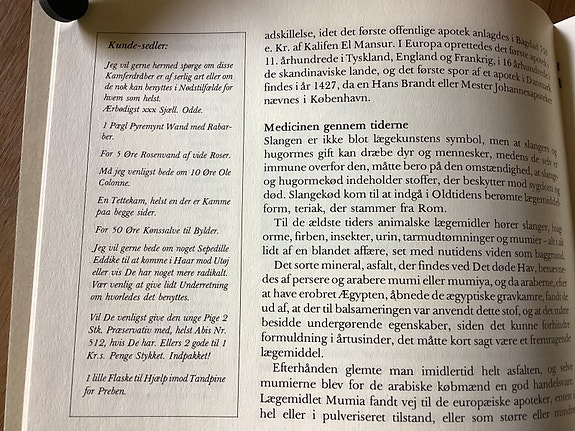 Kunde-sedler:
Jeg vil gerne hermed spørge om disse
Kamferdråber er af serlig art eller om
de nok kan benyttes i Nødstilfælde for
hvem som helst.
Ærbødigst xxx Sjæll. Odde.
1 Pægl Pyremynt Wand med Rabar-
ber.
For 5 Øre Rosenvand af vide Roser.
Må jeg venligst bede om 10 Øre Ole
Colonne.
En Tettekam, helst en der er Kamme
paa begge sider.
For 50 Øre Kønssalve til Bylder.
Jeg vil gerne bede om noget Sepedille
Eddike til at komme i Haar mod Utøj
eller vis De har noget mere radikalt.
Vær venlig at give lidt Underretning
om hvorledes det benyttes.
Vil De venligst give den unge Pige 2
Stk. Præservativ med, helst Abis Nr.
512, hvis De har. Ellers 2 gode til 1
Kr.s. Penge Stykket. Indpakket!
1 lille Flaske til Hjælp imod Tandpine
for Preben.
adskillelse, idet det første offentlige apotek anlagdes i Bagdad
e. Kr. af Kalifen El Mansur. I Europa oprettedes det første apotek i
11. århundrede i Tyskland, England og Frankrig, i 16 århundrede i
de skandinaviske lande, og det første spor af et apotek i Danmark
findes i år 1427, da en Hans Brandt eller Mester Johannesapoteker
nævnes i København.
Medicinen gennem tiderne
Slangen er ikke blot lægekunstens symbol, men at slangers og
hugormes gift kan dræbe dyr og mennesker, medens de selv er
immune overfor den, måtte bero på den omstændighed, at slange-
og hugormekød indeholder stoffer, der beskytter mod sygdom og
død. Slangekød kom til at indgå i Oldtidens berømte lægemiddel-
form, teriak, der stammer fra Rom.
Til de ældste tiders animalske lægemidler hører slanger, hug-
orme, firben, insekter, urin, tarmudtømninger og mumier – alt i alt
lidt af en blandet affære, set med nutidens viden som baggrund.
Det sorte mineral, asfalt, der findes ved Det døde Hav, benævn-
tes af persere og arabere mumi eller mumiya, og da araberne, efter
at have erobret Ægypten, åbnede de ægyptiske gravkamre, fandt de
ud af, at der til balsameringen var anvendt dette stof, og at det måtte
besidde undergørende egenskaber, siden det kunne forhindre
formuldning i årtusinder, det måtte kort sagt være et fremragende
lægemiddel.
Efterhånden glemte man imidlertid helt asfalten, og selve
mumierne blev for de arabiske købmænd en god handelsvare.
Lægemidlet Mumia fandt vej til de europæiske apoteker, enten i
hel eller i pulveriseret tilstand, eller som større eller mindre